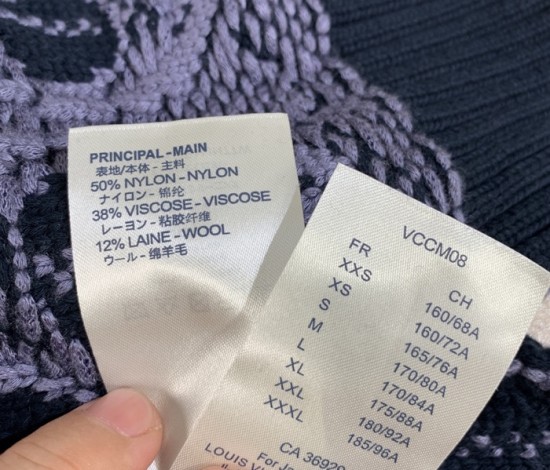 PRINCIPAL-MAIN
表地/本体-主料
50% NYLON-NYLON
ナイロン-锦纶
38% VISCOSE-VISCOSE
レーヨン-粘胶纤维
12% LAINE-WOOL
ウール-绵羊毛
VCCM08
FR CH
XXS 160/68A
XS 160/72A
S 165/76A
M 170/80A
L 170/84A
XL 175/88A
XXL 180/92A
XXXL 185/96A
CA 36929
For Ja
LOUIS